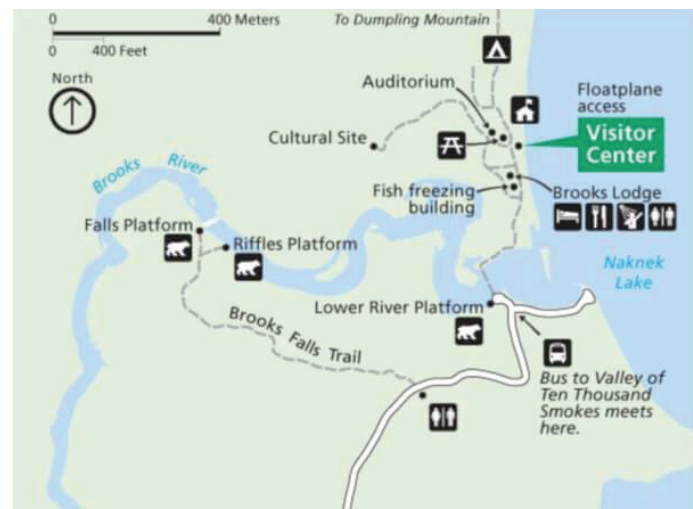 0 400 Meters
0 400 Feet
To Dumpling Mountain
North
Auditorium
Floatplane
access
Visitor
Center
Cultural Site
Brooks River
Fish freezing
building
Brooks Lodge
Falls Platform
Riffles Platform
Naknek
Lake
Lower River Platform
Brooks Falls Trail
Bus to Valley of
Ten Thousand
Smokes meets
here.